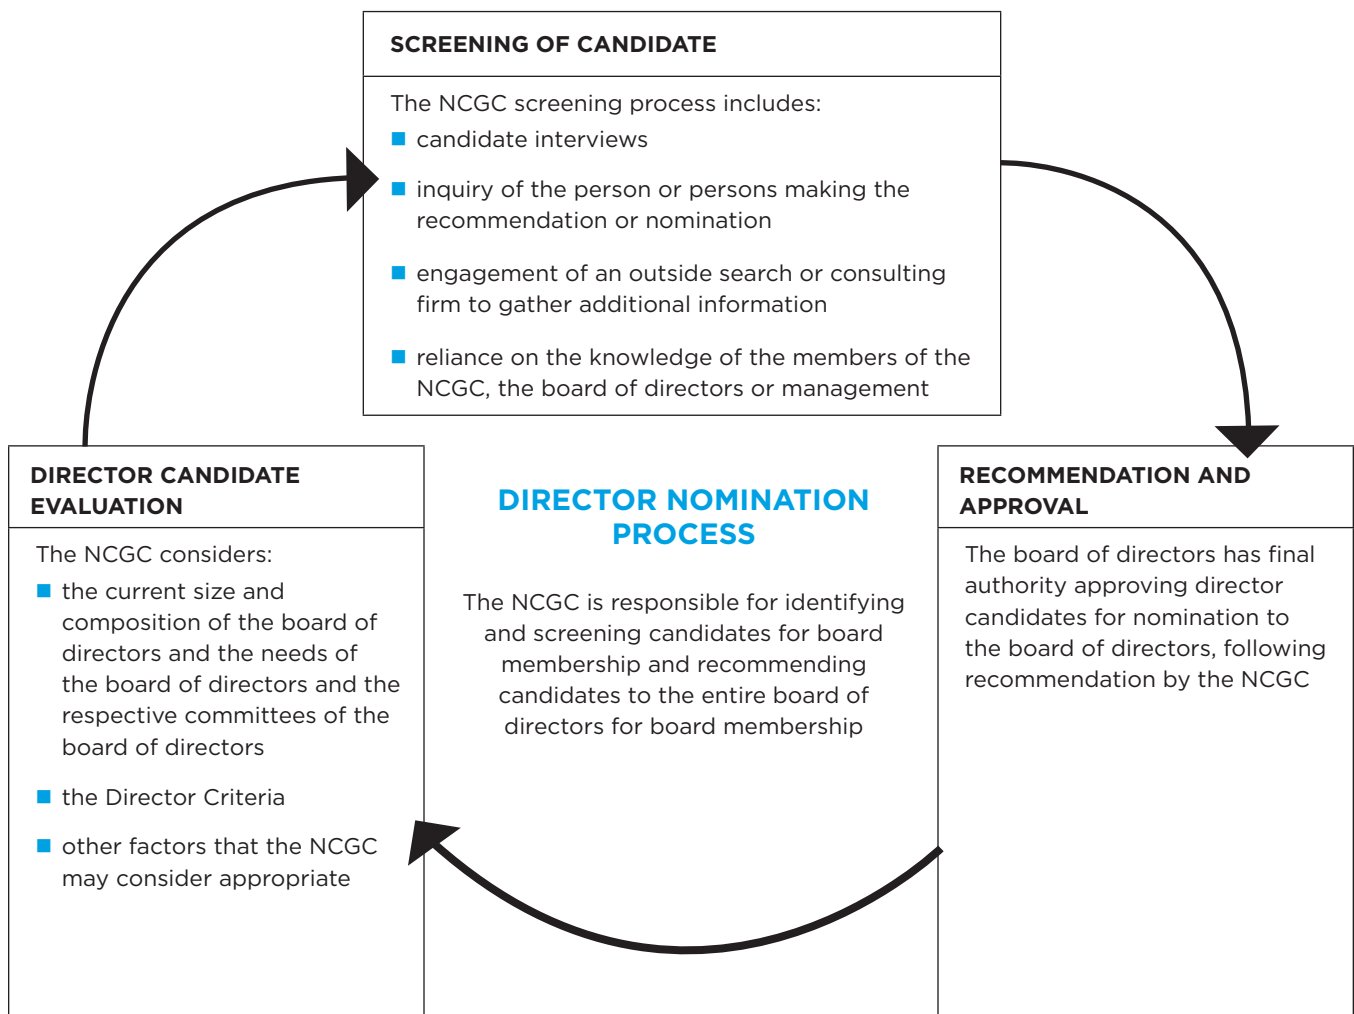 SCREENING OF CANDIDATE
The NCGC screening process includes:
candidate interviews
inquiry of the person or persons making the
recommendation or nomination
engagement of an outside search or consulting
firm to gather additional information
reliance on the knowledge of the members of the
NCGC, the board of directors or management
DIRECTOR CANDIDATE
EVALUATION
The NCGC considers:
the current size and
composition of the board of
directors and the needs of
the board of directors and the
respective committees of the
board of directors
the Director Criteria
other factors that the NCGC
may consider appropriate
DIRECTOR NOMINATION
PROCESS
The NCGC is responsible for identifying
and screening candidates for board
membership and recommending
candidates to the entire board of
directors for board membership
RECOMMENDATION AND
APPROVAL
The board of directors has final
authority approving director
candidates for nomination to
the board of directors, following
recommendation by the NCGC